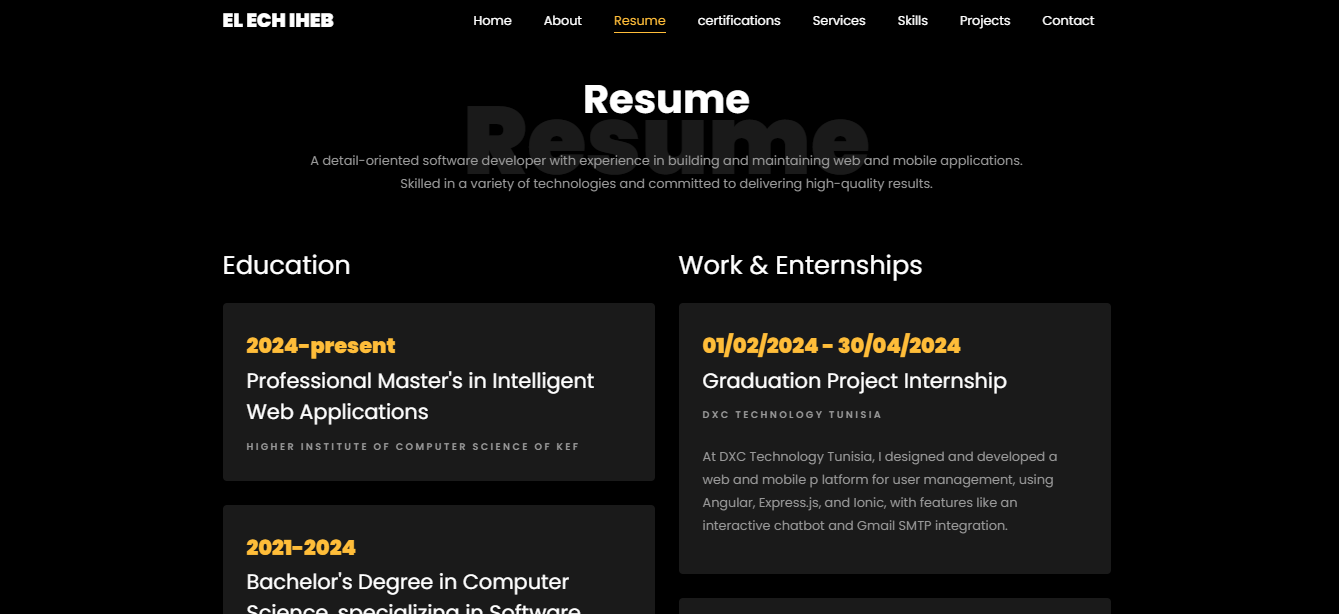 EL ECH IHEB
Home About Resume certifications Services Skills Projects Contact
Resume
Resume
A detail-oriented software developer with experience in building and maintaining web and mobile applications.
Skilled in a variety of technologies and committed to delivering high-quality results.
Education
2024-present
Professional Master's in Intelligent
Web Applications
HIGHER INSTITUTE OF COMPUTER SCIENCE OF KEF
2021-2024
Bachelor's Degree in Computer
Science, specializing in Software
Work & Enternships
01/02/2024 - 30/04/2024
Graduation Project Internship
DXC TECHNOLOGY TUNISIA
At DXC Technology Tunisia, I designed and developed a
web and mobile p latform for user management, using
Angular, Express.js, and Ionic, with features like an
interactive chatbot and Gmail SMTP integration.